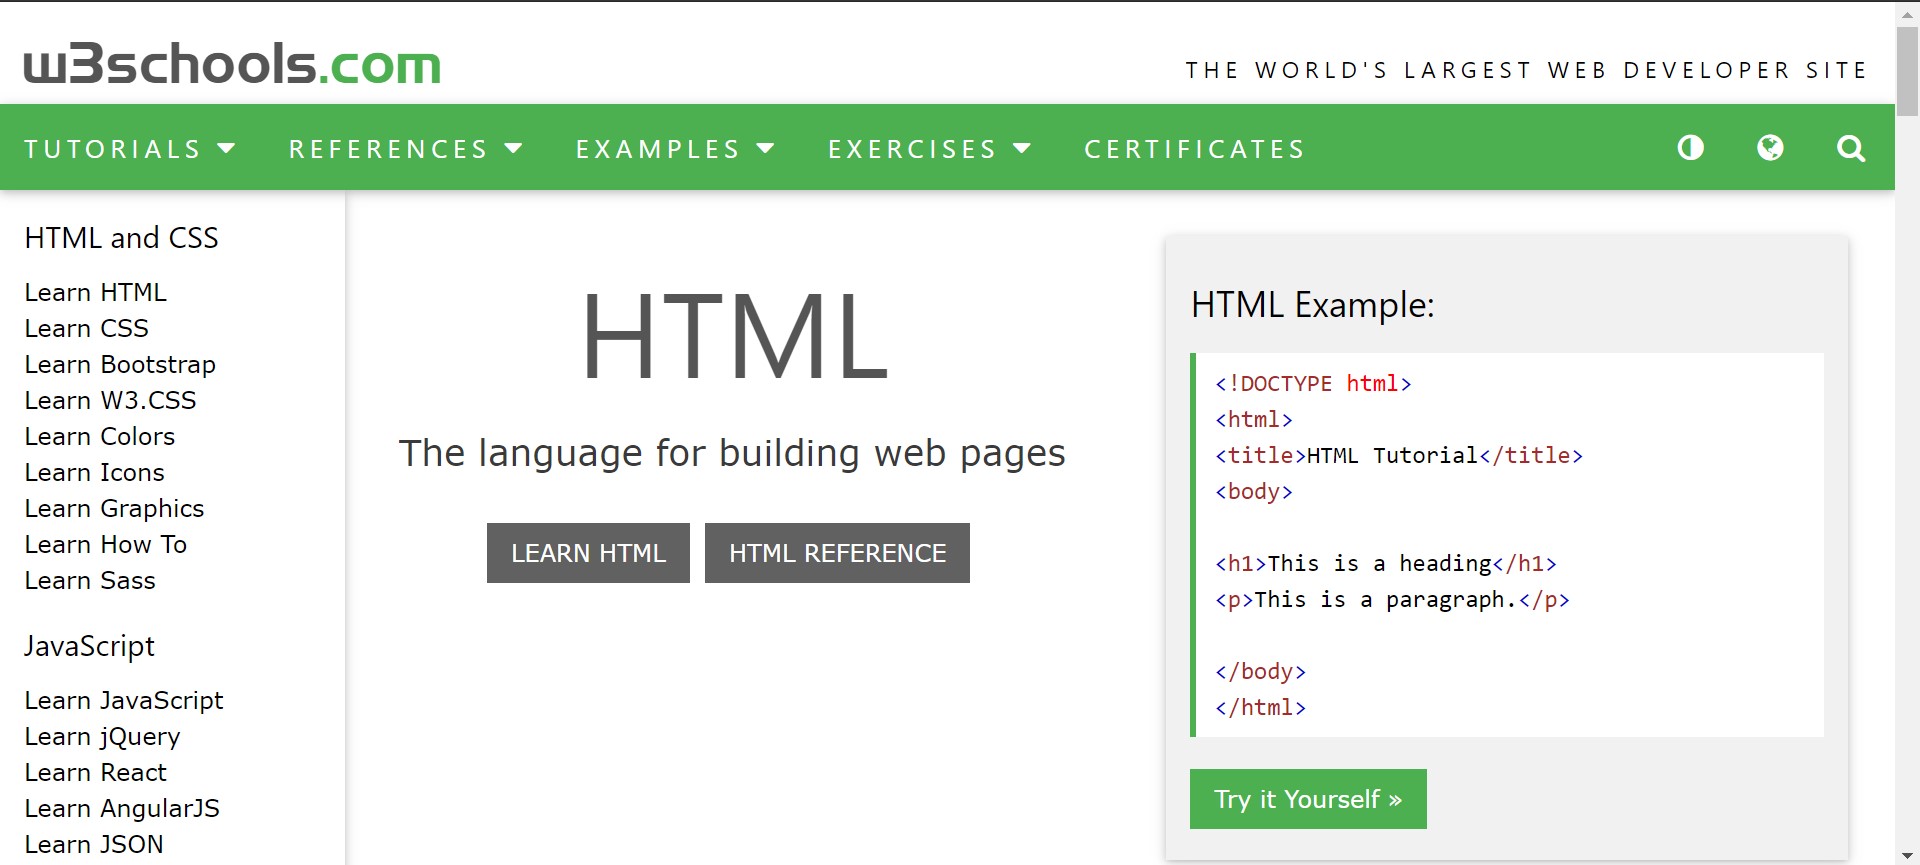 w3schools.com
THE WORLD'S LARGEST WEB DEVELOPER SITE
TUTORIALS REFERENCES EXAMPLES EXERCISES CERTIFICATES
HTML and CSS
Learn HTML
Learn CSS
Learn Bootstrap
Learn W3.CSS
Learn Colors
Learn Icons
Learn Graphics
Learn How To
Learn Sass
JavaScript
Learn JavaScript
Learn jQuery
Learn React
Learn AngularJS
Learn JSON
HTML
The language for building web pages
LEARN HTML HTML REFERENCE
HTML Example:
<!DOCTYPE html>
<html>
<title>HTML Tutorial</title>
<body>
<h1>This is a heading</h1>
<p>This is a paragraph.</p>
</body>
</html>
Try it Yourself »